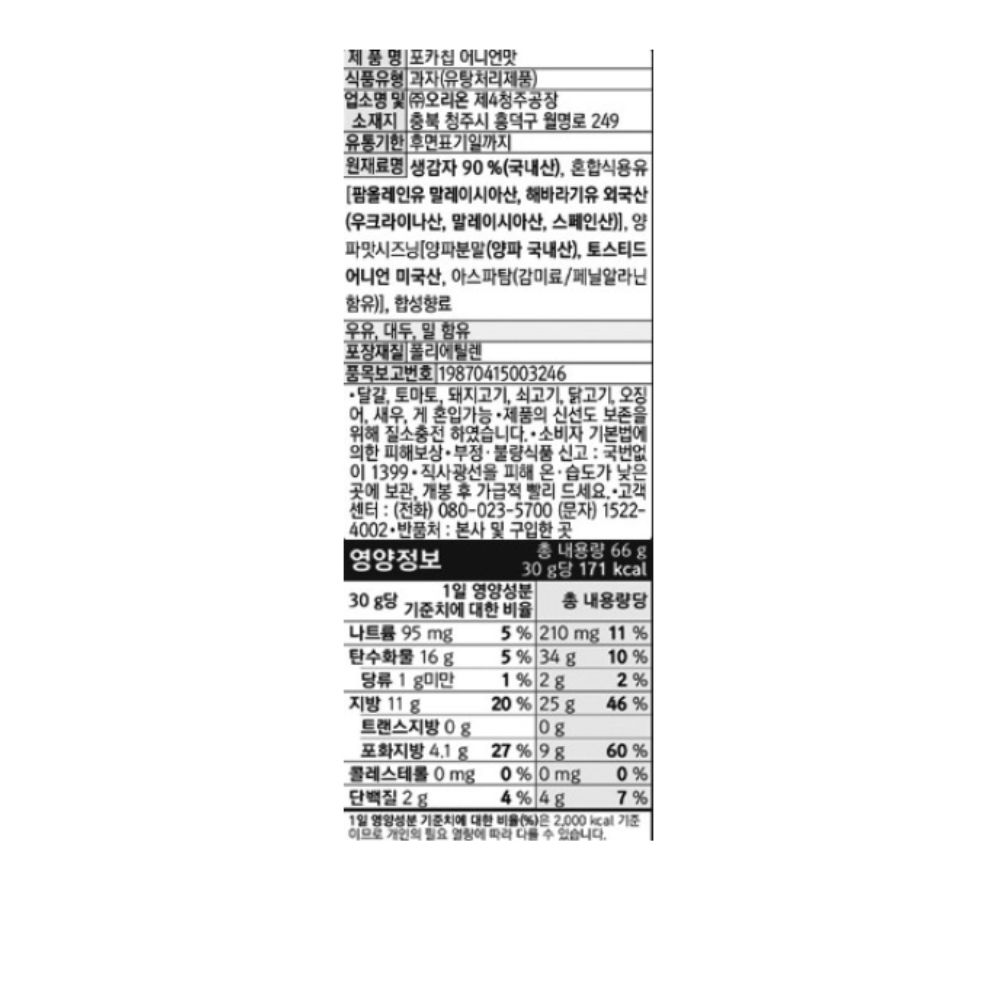 제 품 명 포카칩 어니언맛
식품유형 과자(유탕처리제품)
업소명 및 ㈜오리온 제4청주공장
소재지 충북 청주시 흥덕구 월명로 249
유통기한 후면표기일까지
원재료명 생감자 90 %(국내산), 혼합식용유
[팜올레인유 말레이시아산, 해바라기유 외국산
(우크라이나산, 말레이시아산, 스페인산)], 양
파맛시즈닝[양파분말(양파 국내산), 토스티드
어니언 미국산, 아스파탐(감미료/페닐알라닌
함유)], 합성향료
우유, 대두, 밀 함유
포장재질 폴리에틸렌
품목보고번호 19870415003246
•달걀, 토마토, 돼지고기, 쇠고기, 닭고기, 오징
어, 새우, 게 혼입가능•제품의 신선도 보존을
위해 질소충전 하였습니다.•소비자 기본법에
의한 피해보상•부정·불량식품 신고 : 국번없
이 1399•직사광선을 피해 온·습도가 낮은
곳에 보관, 개봉 후 가급적 빨리 드세요.•고객
센터 : (전화) 080-023-5700 (문자) 1522-
4002•반품처 : 본사 및 구입한 곳
영양정보 총 내용량 66 g
30 g당 171 kcal
30 g당 1일 영양성분 기준치에 대한 비율 총 내용량당
나트륨 95 mg 5 % 210 mg 11 %
탄수화물 16 g 5 % 34 g 10 %
당류 1 g미만 1 % 2 g 2 %
지방 11 g 20 % 25 g 46 %
트랜스지방 0 g 0 g
포화지방 4.1 g 27 % 9 g 60 %
콜레스테롤 0 mg 0 % 0 mg 0 %
단백질 2 g 4 % 4 g 7 %
1일 영양성분 기준치에 대한 비율(%)은 2,000 kcal 기준
이므로 개인의 필요 열량에 따라 다를 수 있습니다.